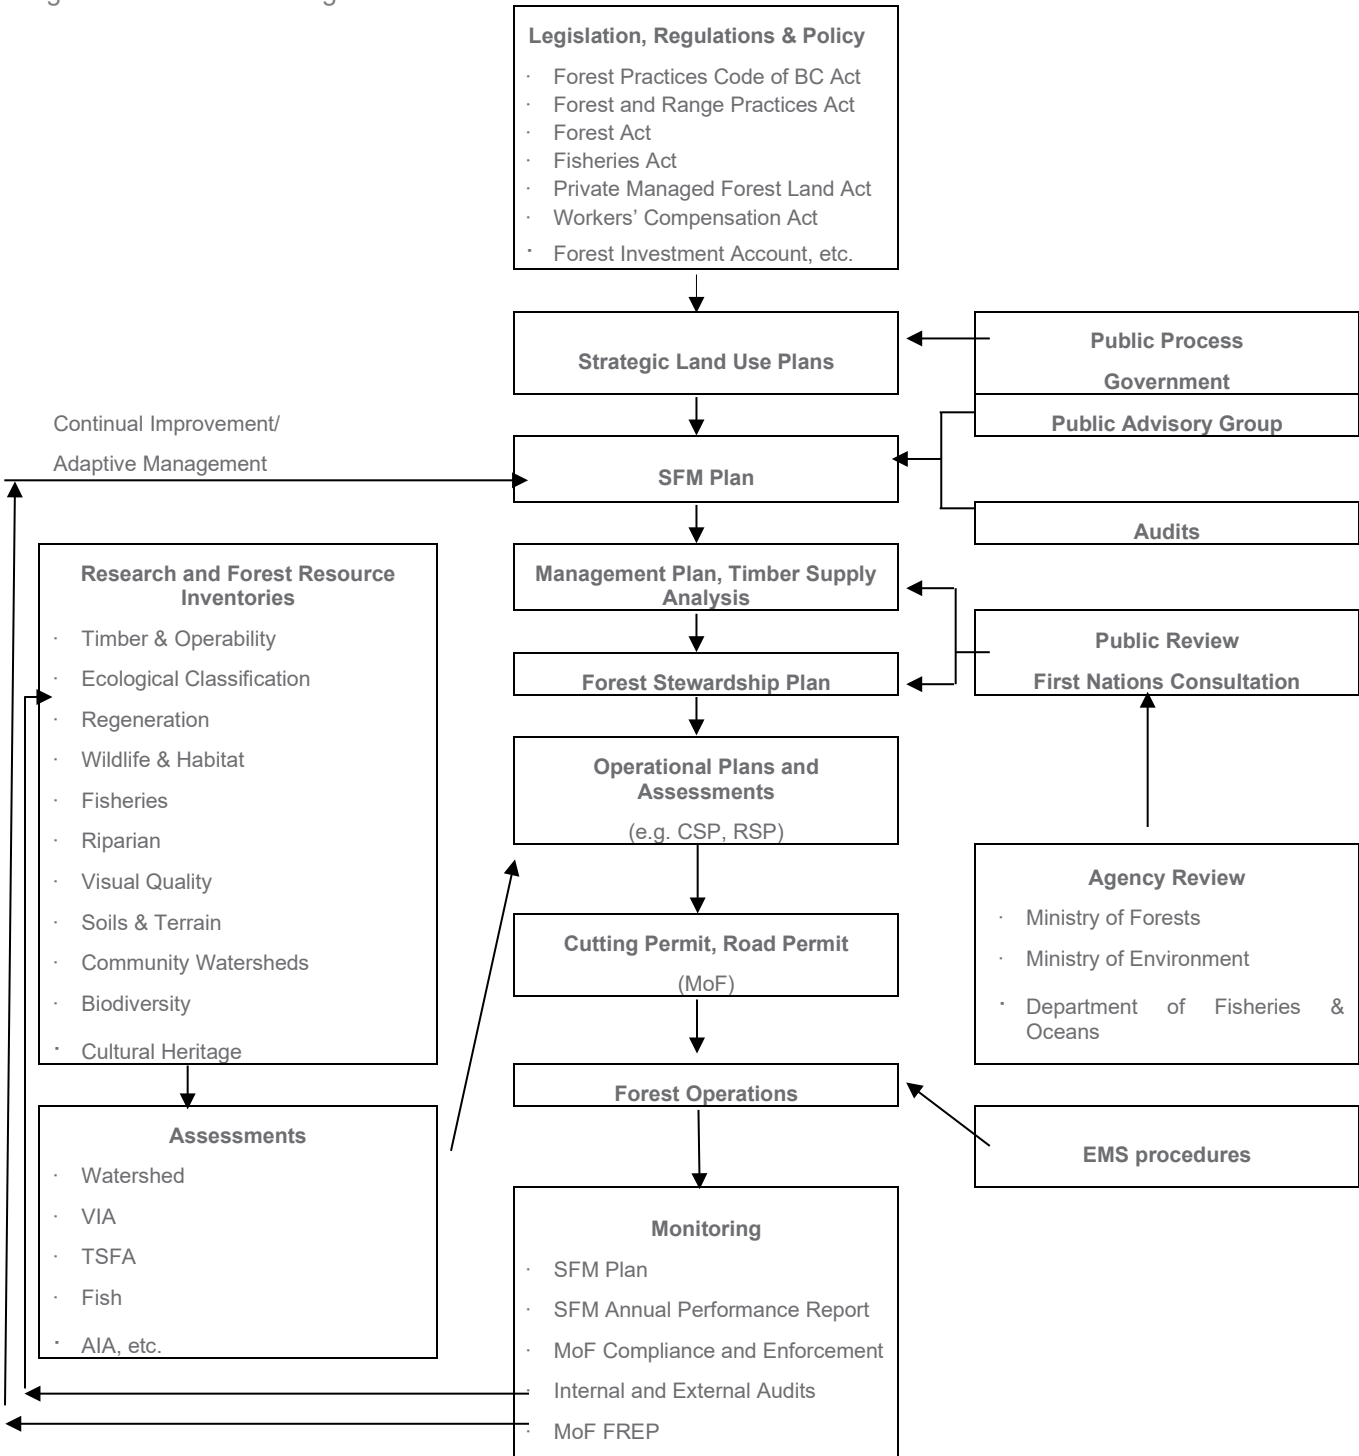 Legislation, Regulations & Policy
· Forest Practices Code of BC Act
· Forest and Range Practices Act
· Forest Act
· Fisheries Act
· Private Managed Forest Land Act
· Workers’ Compensation Act
· Forest Investment Account, etc.
Strategic Land Use Plans
Public Process
Government
Public Advisory Group
Continual Improvement/
Adaptive Management
SFM Plan
Audits
Research and Forest Resource
Inventories
· Timber & Operability
· Ecological Classification
· Regeneration
· Wildlife & Habitat
· Fisheries
· Riparian
· Visual Quality
· Soils & Terrain
· Community Watersheds
· Biodiversity
· Cultural Heritage
Management Plan, Timber Supply
Analysis
Forest Stewardship Plan
Public Review
First Nations Consultation
Operational Plans and
Assessments
(e.g. CSP, RSP)
Agency Review
· Ministry of Forests
· Ministry of Environment
· Department of Fisheries &
Oceans
Cutting Permit, Road Permit
(MoF)
Forest Operations
EMS procedures
Assessments
· Watershed
· VIA
· TSFA
· Fish
· AIA, etc.
Monitoring
· SFM Plan
· SFM Annual Performance Report
· MoF Compliance and Enforcement
· Internal and External Audits
· MoF FREP